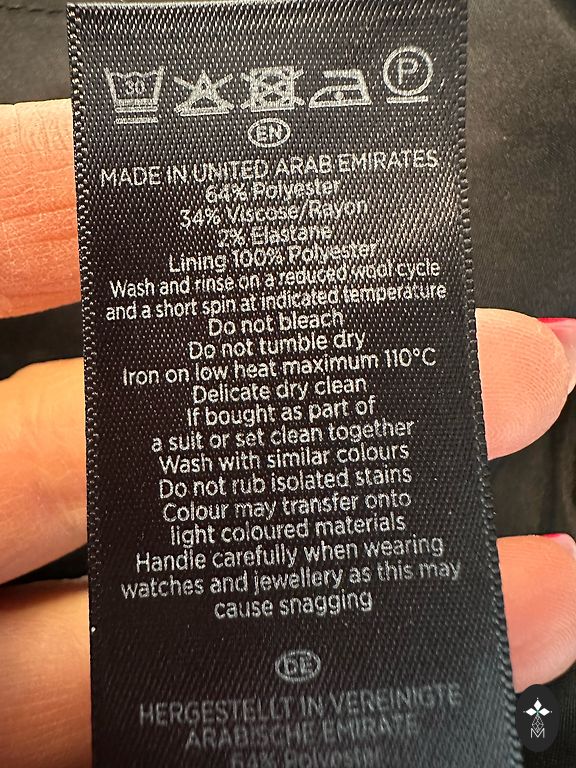 30
P
EN
MADE IN UNITED ARAB EMIRATES
64% Polyester
34% Viscose/Rayon
2% Elastane
Lining 100% Polyester
Wash and rinse on a reduced wool cycle
and a short spin at indicated temperature
Do not bleach
Do not tumble dry
Iron on low heat maximum 110°C
Delicate dry clean
If bought as part of
a suit or set clean together
Wash with similar colours
Do not rub isolated stains
Colour may transfer onto
light coloured materials
Handle carefully when wearing
watches and jewellery as this may
cause snagging
DE
HERGESTELLT IN VEREINIGTE
ARABISCHE EMIRATE
64% Polyester
M